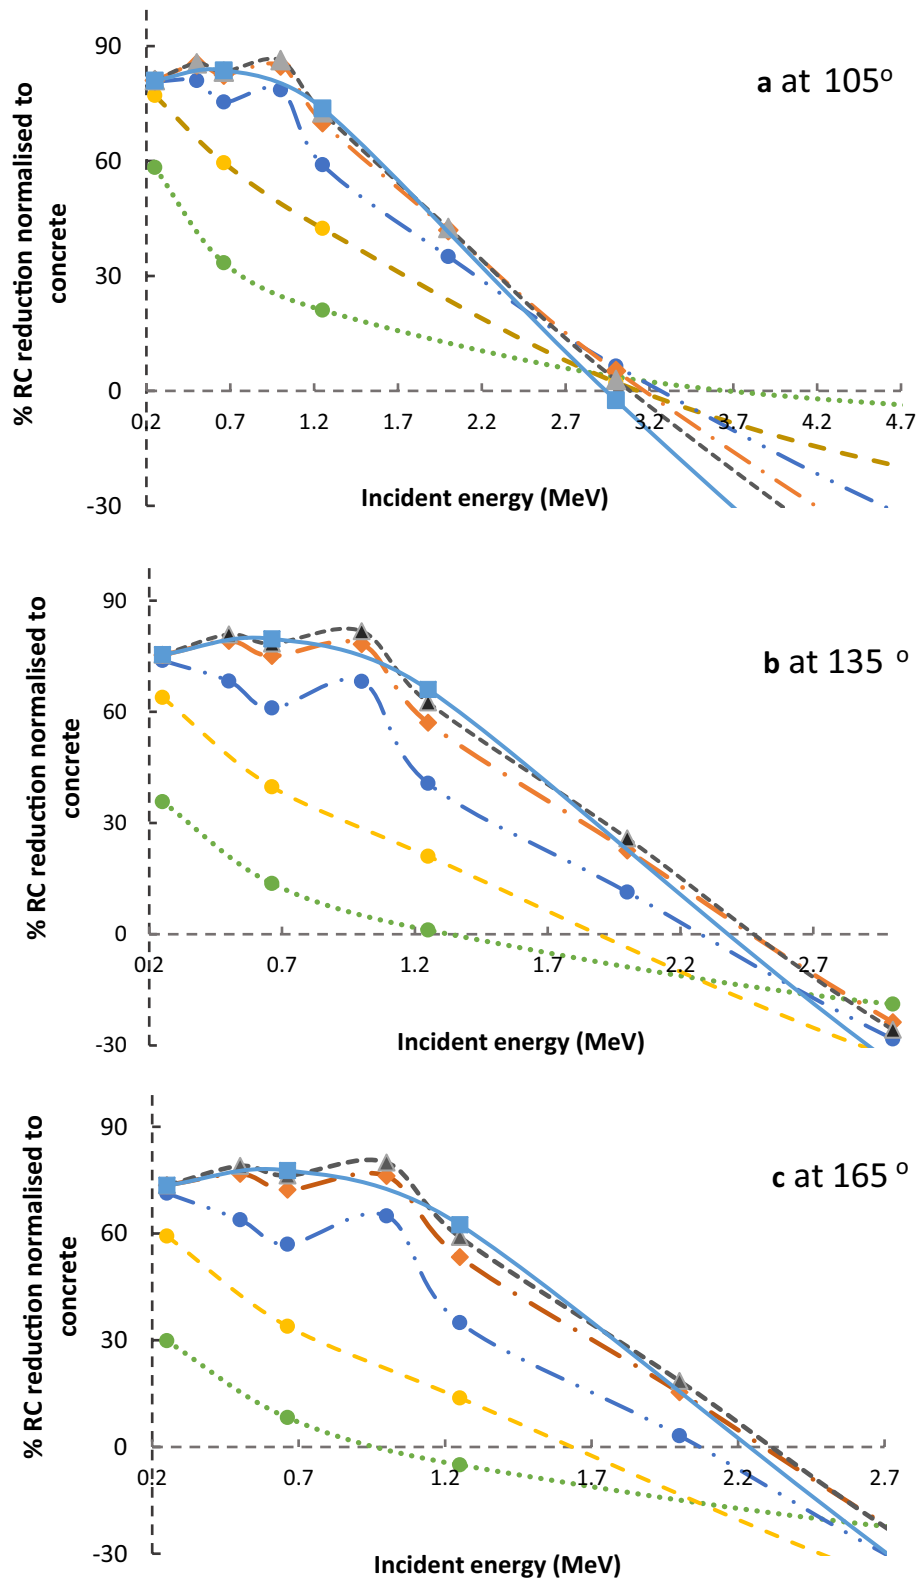 90
60
30
0
-30
% RC reduction normalised to
concrete
a at 105o
0.2 0.7 1.2 1.7 2.2 2.7 3.2 3.7 4.2 4.7
Incident energy (MeV)
90
60
30
0
-30
% RC reduction normalised to
concrete
b at 135 o
0.2 0.7 1.2 1.7 2.2 2.7
Incident energy (MeV)
90
60
30
0
-30
% RC reduction normalised to
concrete
c at 165 o
0.2 0.7 1.2 1.7 2.2 2.7
Incident energy (MeV)